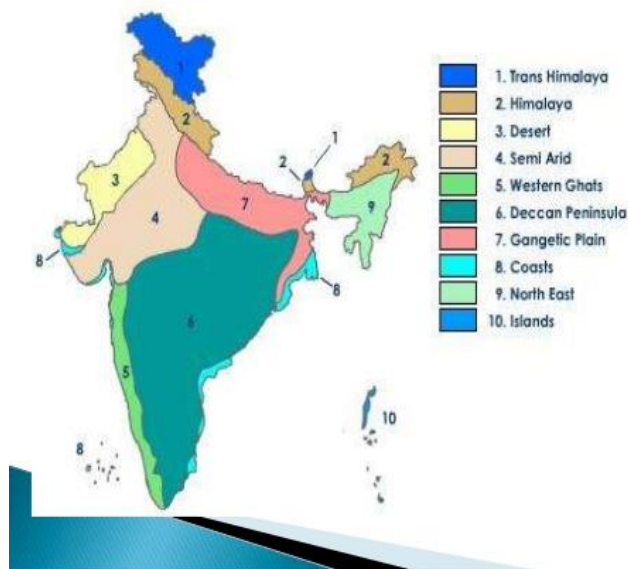 1
2
1
2
2
3
9
7
4
8
8
6
5
10
8
1. Trans Himalaya
2. Himalaya
3. Desert
4. Semi Arid
5. Western Ghats
6. Deccan Peninsula
7. Gangetic Plain
8. Coasts
9. North East
10. Islands